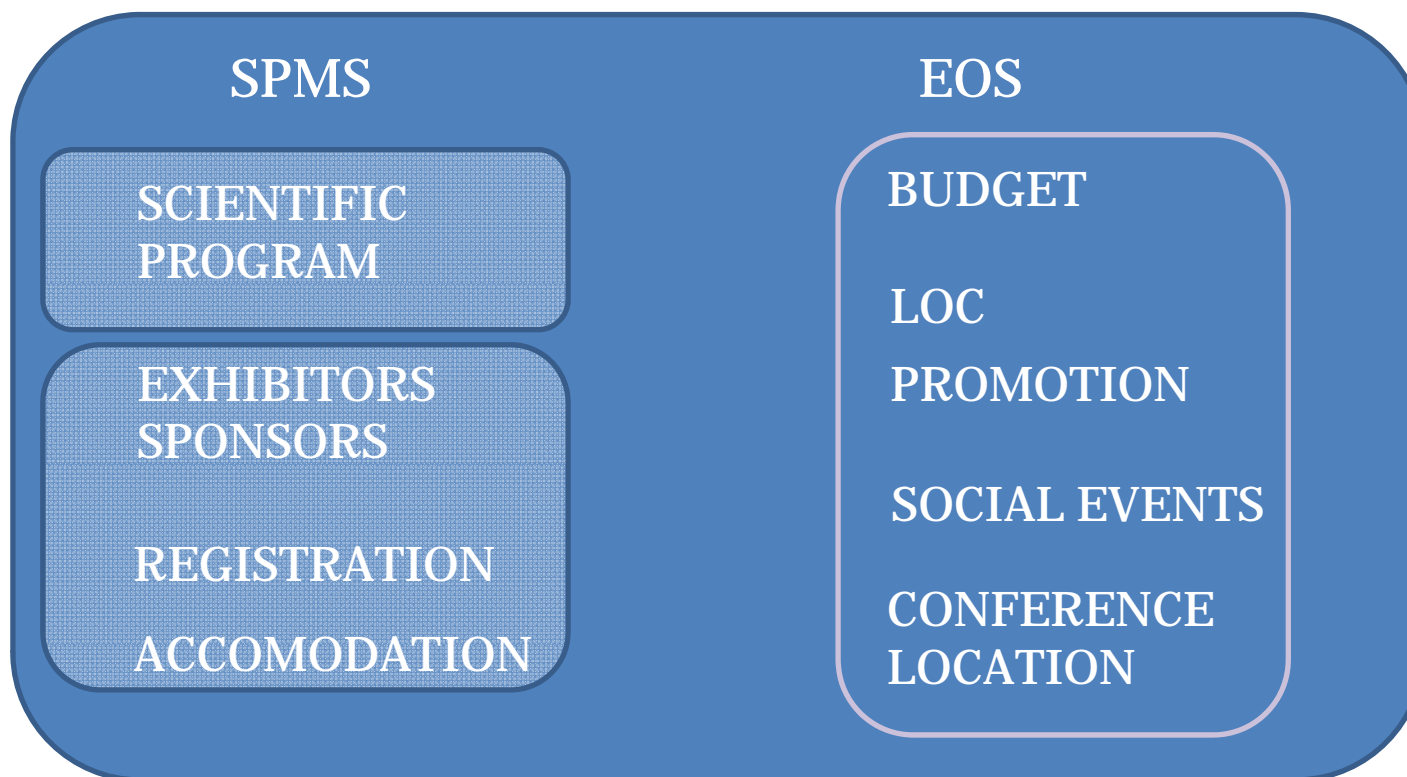 SPMS
SCIENTIFIC
PROGRAM
EXHIBITORS
SPONSORS
REGISTRATION
ACCOMODATION
EOS
BUDGET
LOC
PROMOTION
SOCIAL EVENTS
CONFERENCE
LOCATION